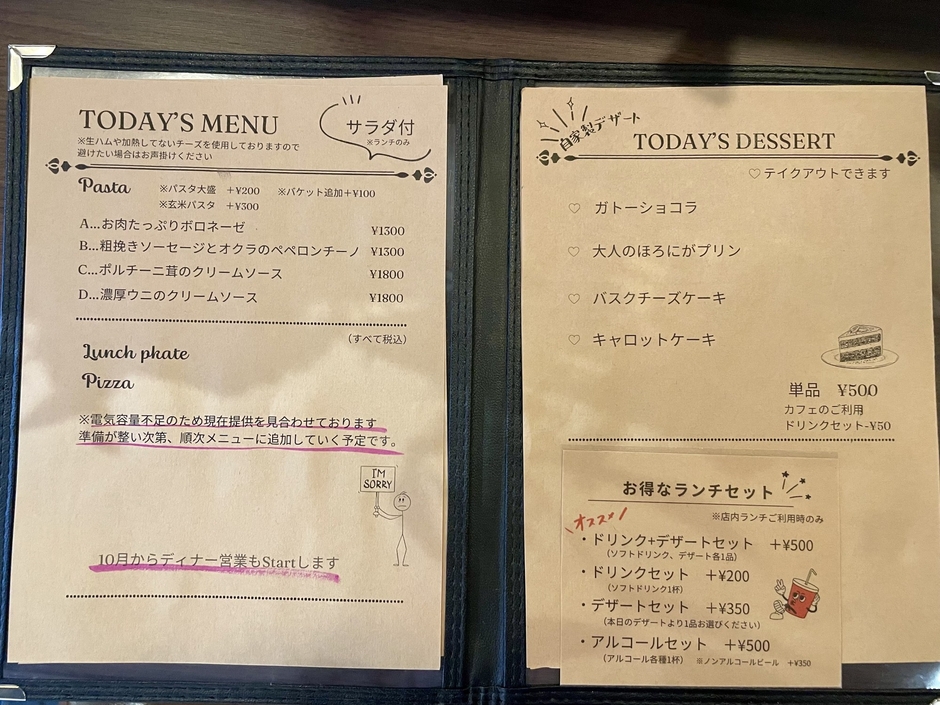 TODAY'S MENU
※生ハムや加熱してないチーズを使用しておりますので
避けたい場合はお声掛けください
サラダ付
※ランチのみ
Pasta
※パスタ大盛 +¥200 ※バケット追加+¥100
※玄米パスタ +¥300
A...お肉たっぷりボロネーゼ ¥1300
B...粗挽きソーセージとオクラのペペロンチーノ ¥1300
C...ポルチーニ茸のクリームソース ¥1800
D...濃厚ウニのクリームソース ¥1800
(すべて税込)
Lunch pkate
Pizza
※電気容量不足のため現在提供を見合わせております
準備が整い次第、順次メニューに追加していく予定です。
I'M
SORRY
10月からディナー営業もStartします
自家製デザート
TODAY'S DESSERT
♡テイクアウトできます
♡ ガトーショコラ
♡ 大人のほろにがプリン
♡ バスクチーズケーキ
♡ キャロットケーキ
単品 ¥500
カフェのご利用
ドリンクセット-¥50
お得なランチセット
※店内ランチご利用時のみ
オススメ!
・ドリンク+デザートセット +¥500
(ソフトドリンク、デザート各1品)
・ドリンクセット +¥200
(ソフトドリンク1杯)
・デザートセット +¥350
(本日のデザートより1品お選びください)
・アルコールセット +¥500
(アルコール各種1杯) ※ノンアルコールビール +¥350